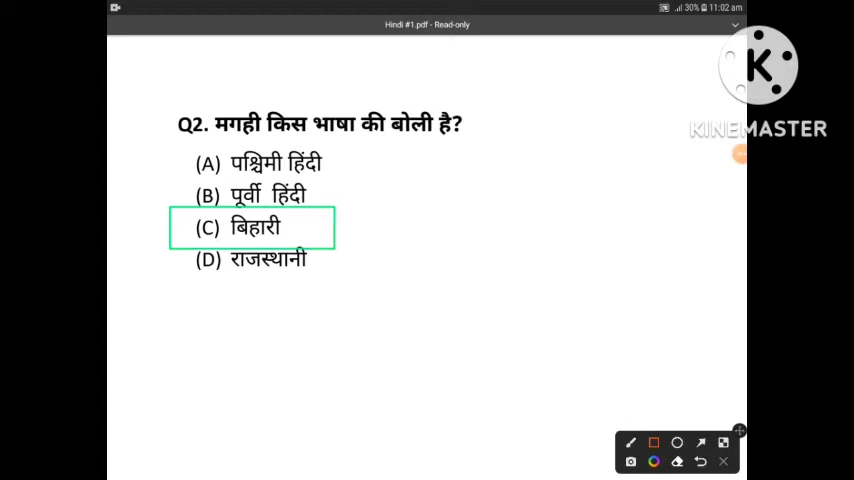 30% 11:02 am
Hindi #1.pdf - Read-only
K
KINEMASTER
Q2. मगही किस भाषा की बोली है?
(A) पश्चिमी हिंदी
(B) पूर्वी हिंदी
(C) बिहारी
(D) राजस्थानी